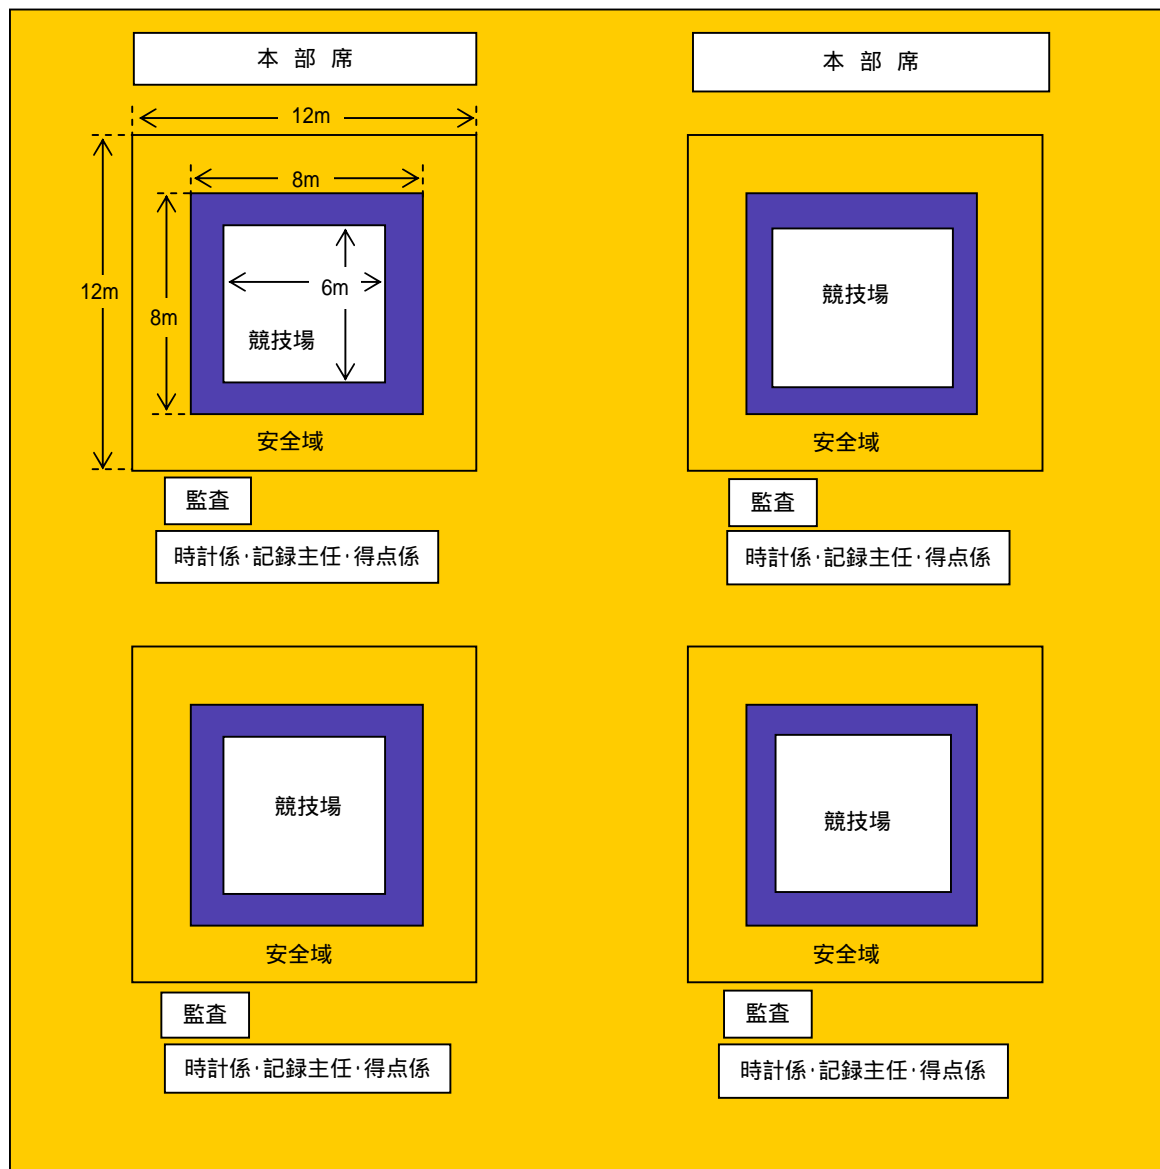 本 部 席
本 部 席
12m
8m
12m
8m
6m
競技場
安全域
競技場
安全域
監査
時計係･記録主任･得点係
監査
時計係･記録主任･得点係
競技場
安全域
競技場
安全域
監査
時計係･記録主任･得点係
監査
時計係･記録主任･得点係